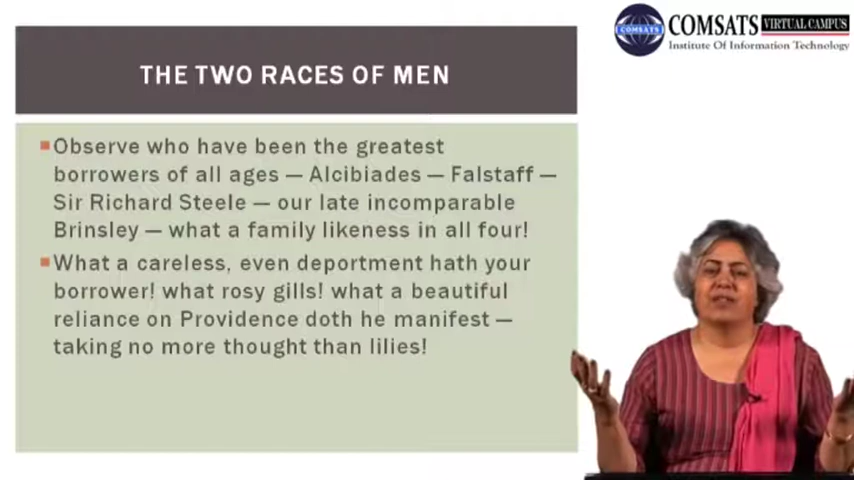 COMSATS VIRTUAL CAMPUS
Institute Of Information Technology
COMSATS
THE TWO RACES OF MEN
Observe who have been the greatest
borrowers of all ages — Alcibiades — Falstaff —
Sir Richard Steele — our late incomparable
Brinsley — what a family likeness in all four!
What a careless, even deportment hath your
borrower! what rosy gills! what a beautiful
reliance on Providence doth he manifest —
taking no more thought than lilies!